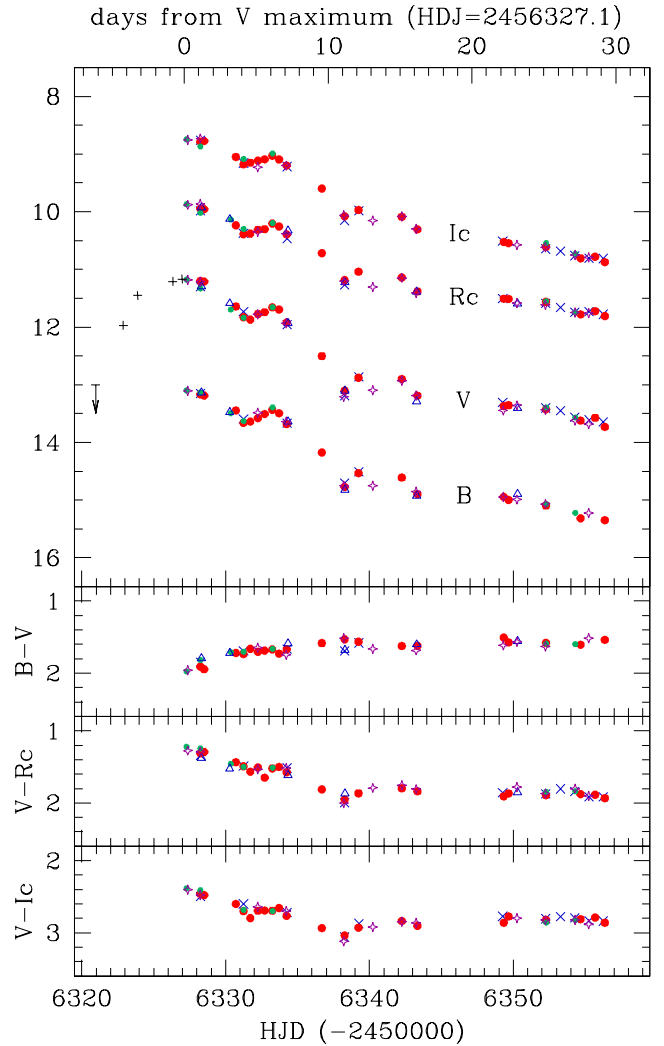 days from V maximum (HDJ=2456327.1)
0 10 20 30
8
10
12
14
16
Ic
Rc
V
B
B-V
1
2
V-Rc
1
2
V-Ic
2
3
6320 6330 6340 6350
HJD (-2450000)